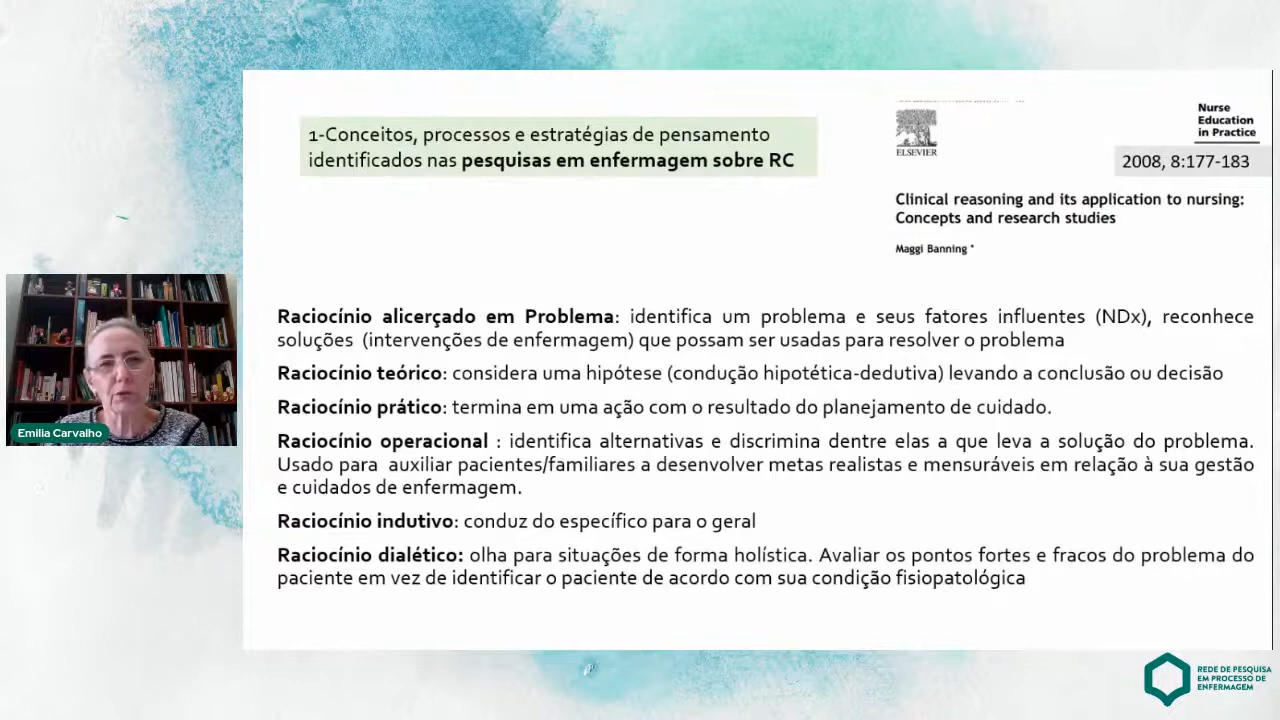 1-Conceitos, processos e estratégias de pensamento
identificados nas pesquisas em enfermagem sobre RC
ELSEVIER
Nurse
Education
in Practice
2008, 8:177-183
Clinical reasoning and its application to nursing:
Concepts and research studies
Maggi Banning *
Raciocínio alicerçado em Problema: identifica um problema e seus fatores influentes (NDx), reconhece
soluções (intervenções de enfermagem) que possam ser usadas para resolver o problema
Raciocínio teórico: considera uma hipótese (condução hipotética-dedutiva) levando a conclusão ou decisão
Raciocínio prático: termina em uma ação com o resultado do planejamento de cuidado.
Raciocínio operacional : identifica alternativas e discrimina dentre elas a que leva a solução do problema.
Usado para auxiliar pacientes/familiares a desenvolver metas realistas e mensuráveis em relação à sua gestão
e cuidados de enfermagem.
Raciocínio indutivo: conduz do específico para o geral
Raciocínio dialético: olha para situações de forma holística. Avaliar os pontos fortes e fracos do problema do
paciente em vez de identificar o paciente de acordo com sua condição fisiopatológica
Emilia Carvalho
REDE DE PESQUISA
EM PROCESSO DE
ENFERMAGEM